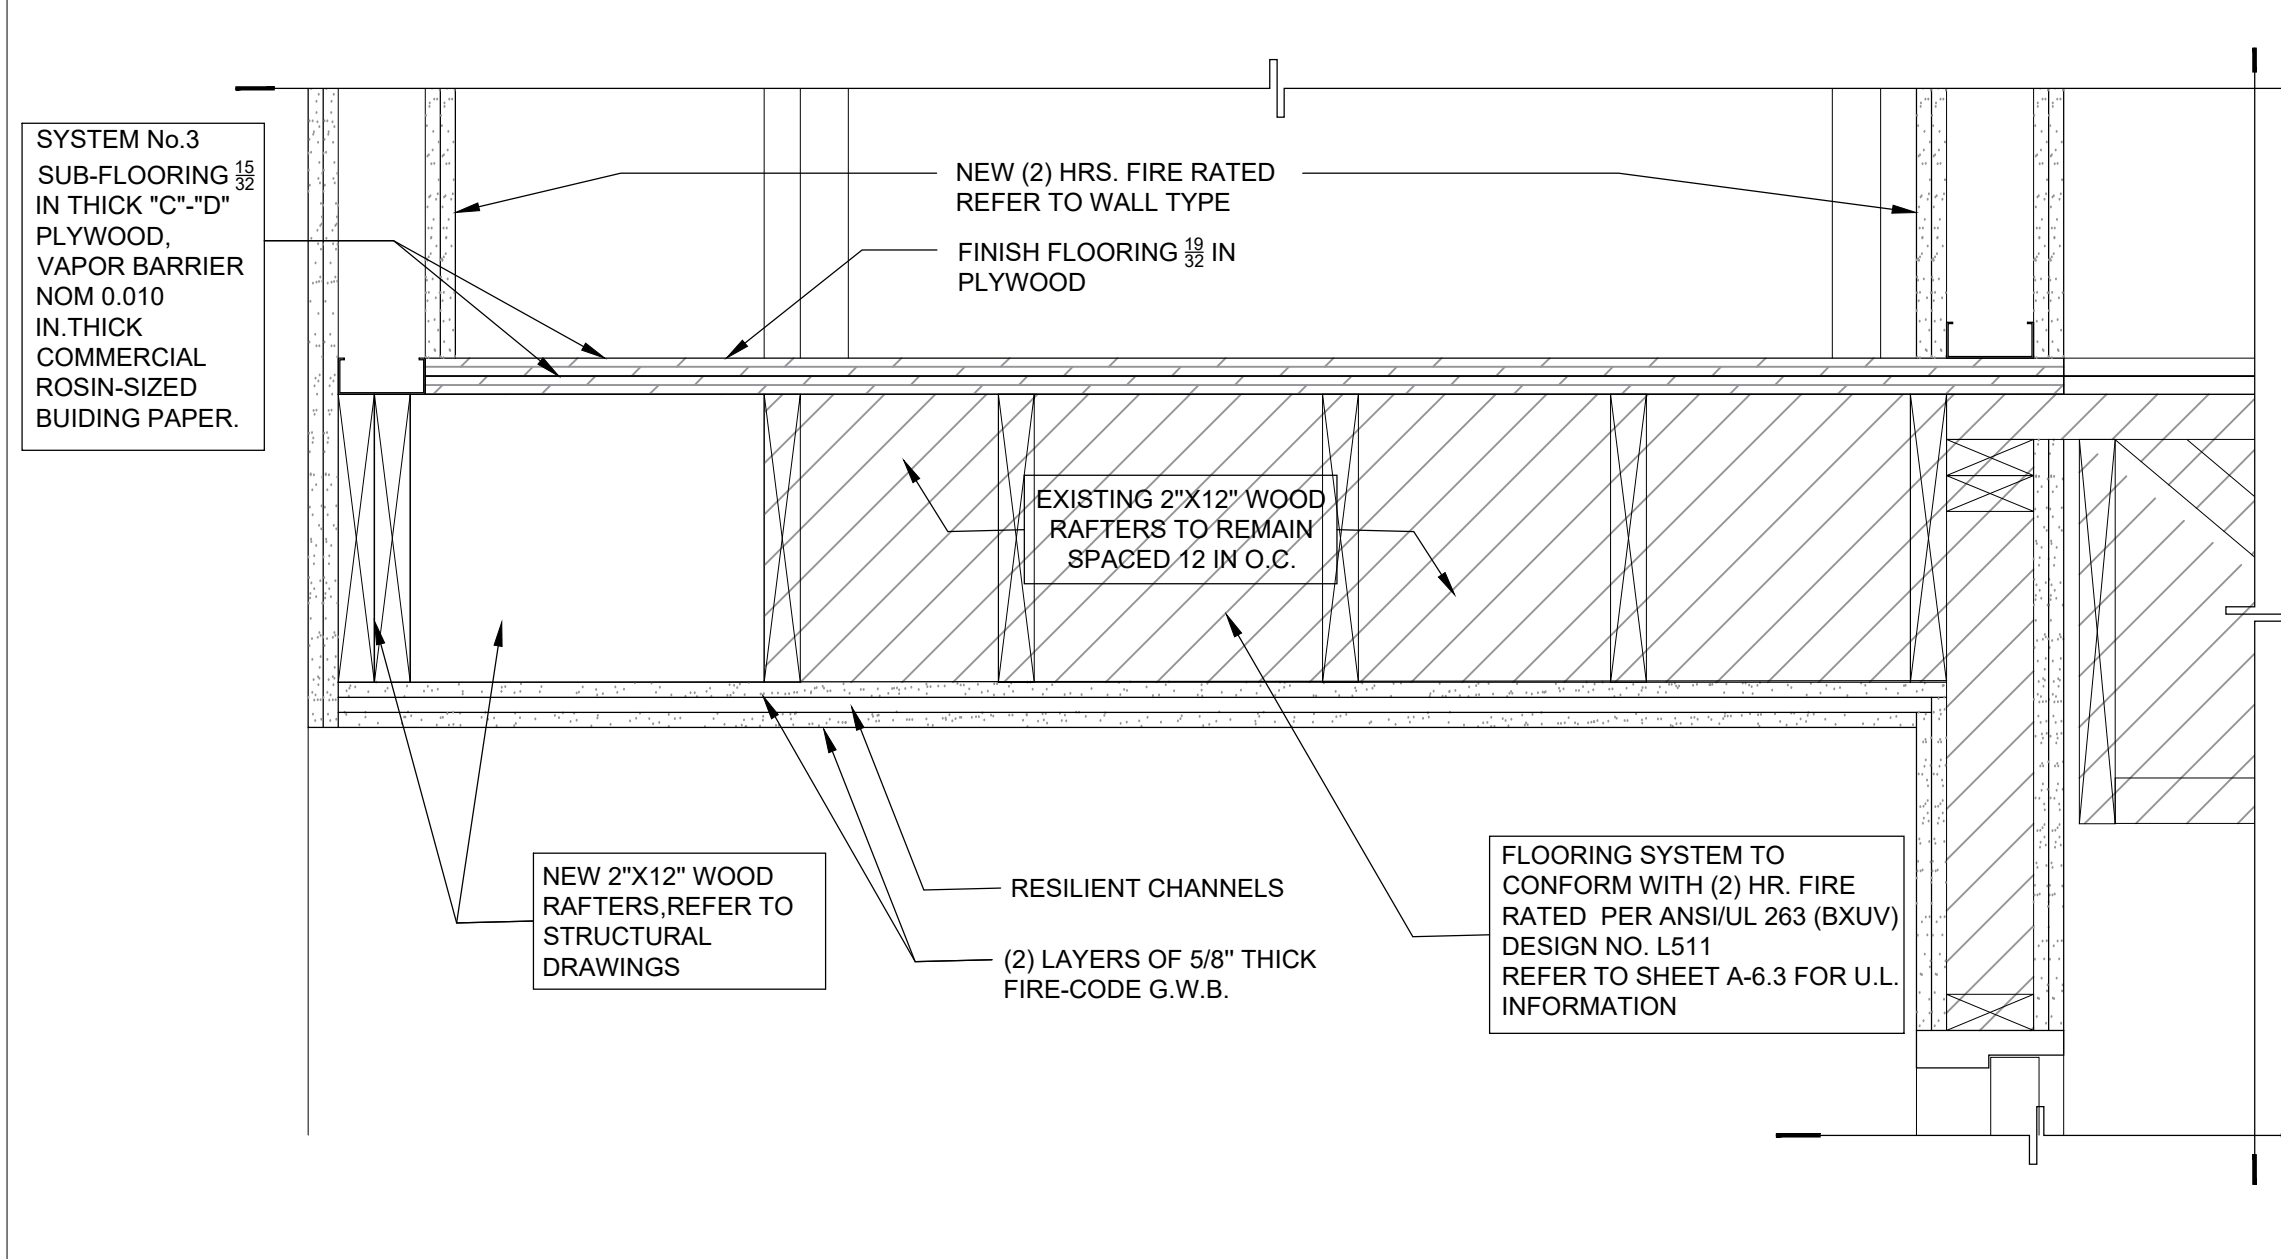 SYSTEM No.3
SUB-FLOORING 15/32
IN THICK "C"-"D"
PLYWOOD,
VAPOR BARRIER
NOM 0.010
IN.THICK
COMMERCIAL
ROSIN-SIZED
BUIDING PAPER.
NEW (2) HRS. FIRE RATED
REFER TO WALL TYPE
FINISH FLOORING 19/32 IN
PLYWOOD
EXISTING 2"X12" WOOD
RAFTERS TO REMAIN
SPACED 12 IN O.C.
NEW 2"X12" WOOD
RAFTERS,REFER TO
STRUCTURAL
DRAWINGS
RESILIENT CHANNELS
(2) LAYERS OF 5/8" THICK
FIRE-CODE G.W.B.
FLOORING SYSTEM TO
CONFORM WITH (2) HR. FIRE
RATED PER ANSI/UL 263 (BXUV)
DESIGN NO. L511
REFER TO SHEET A-6.3 FOR U.L.
INFORMATION